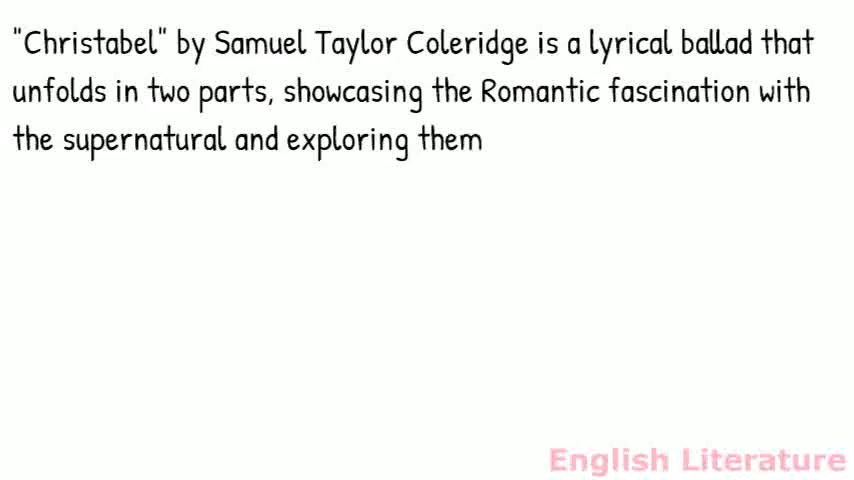 "Christabel" by Samuel Taylor Coleridge is a lyrical ballad that
unfolds in two parts, showcasing the Romantic fascination with
the supernatural and exploring them
English Literature